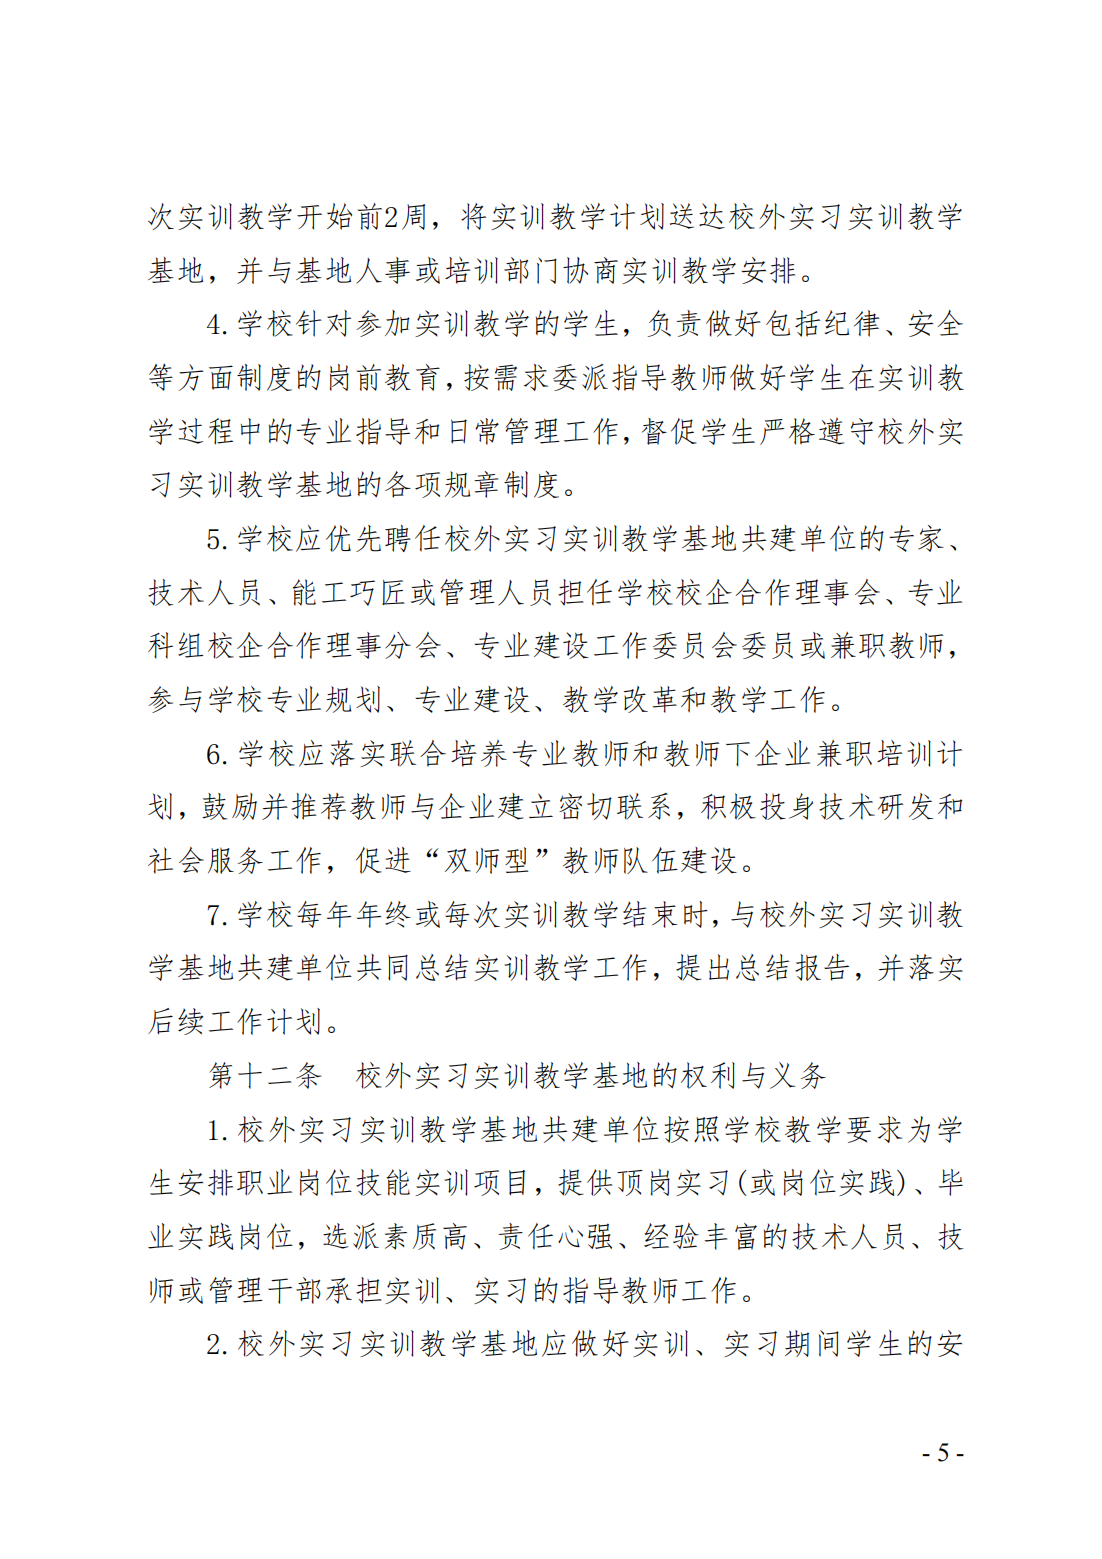 次实训教学开始前2周，将实训教学计划送达校外实习实训教学
基地，并与基地人事或培训部门协商实训教学安排。
4.学校针对参加实训教学的学生，负责做好包括纪律、安全
等方面制度的岗前教育，按需求委派指导教师做好学生在实训教
学过程中的专业指导和日常管理工作，督促学生严格遵守校外实
习实训教学基地的各项规章制度。
5.学校应优先聘任校外实习实训教学基地共建单位的专家、
技术人员、能工巧匠或管理人员担任学校校企合作理事会、专业
科组校企合作理事分会、专业建设工作委员会委员或兼职教师，
参与学校专业规划、专业建设、教学改革和教学工作。
6.学校应落实联合培养专业教师和教师下企业兼职培训计
划，鼓励并推荐教师与企业建立密切联系，积极投身技术研发和
社会服务工作，促进“双师型”教师队伍建设。
7.学校每年年终或每次实训教学结束时，与校外实习实训教
学基地共建单位共同总结实训教学工作，提出总结报告，并落实
后续工作计划。
第十二条　校外实习实训教学基地的权利与义务
1.校外实习实训教学基地共建单位按照学校教学要求为学
生安排职业岗位技能实训项目，提供顶岗实习(或岗位实践)、毕
业实践岗位，选派素质高、责任心强、经验丰富的技术人员、技
师或管理干部承担实训、实习的指导教师工作。
2.校外实习实训教学基地应做好实训、实习期间学生的安
- 5 -